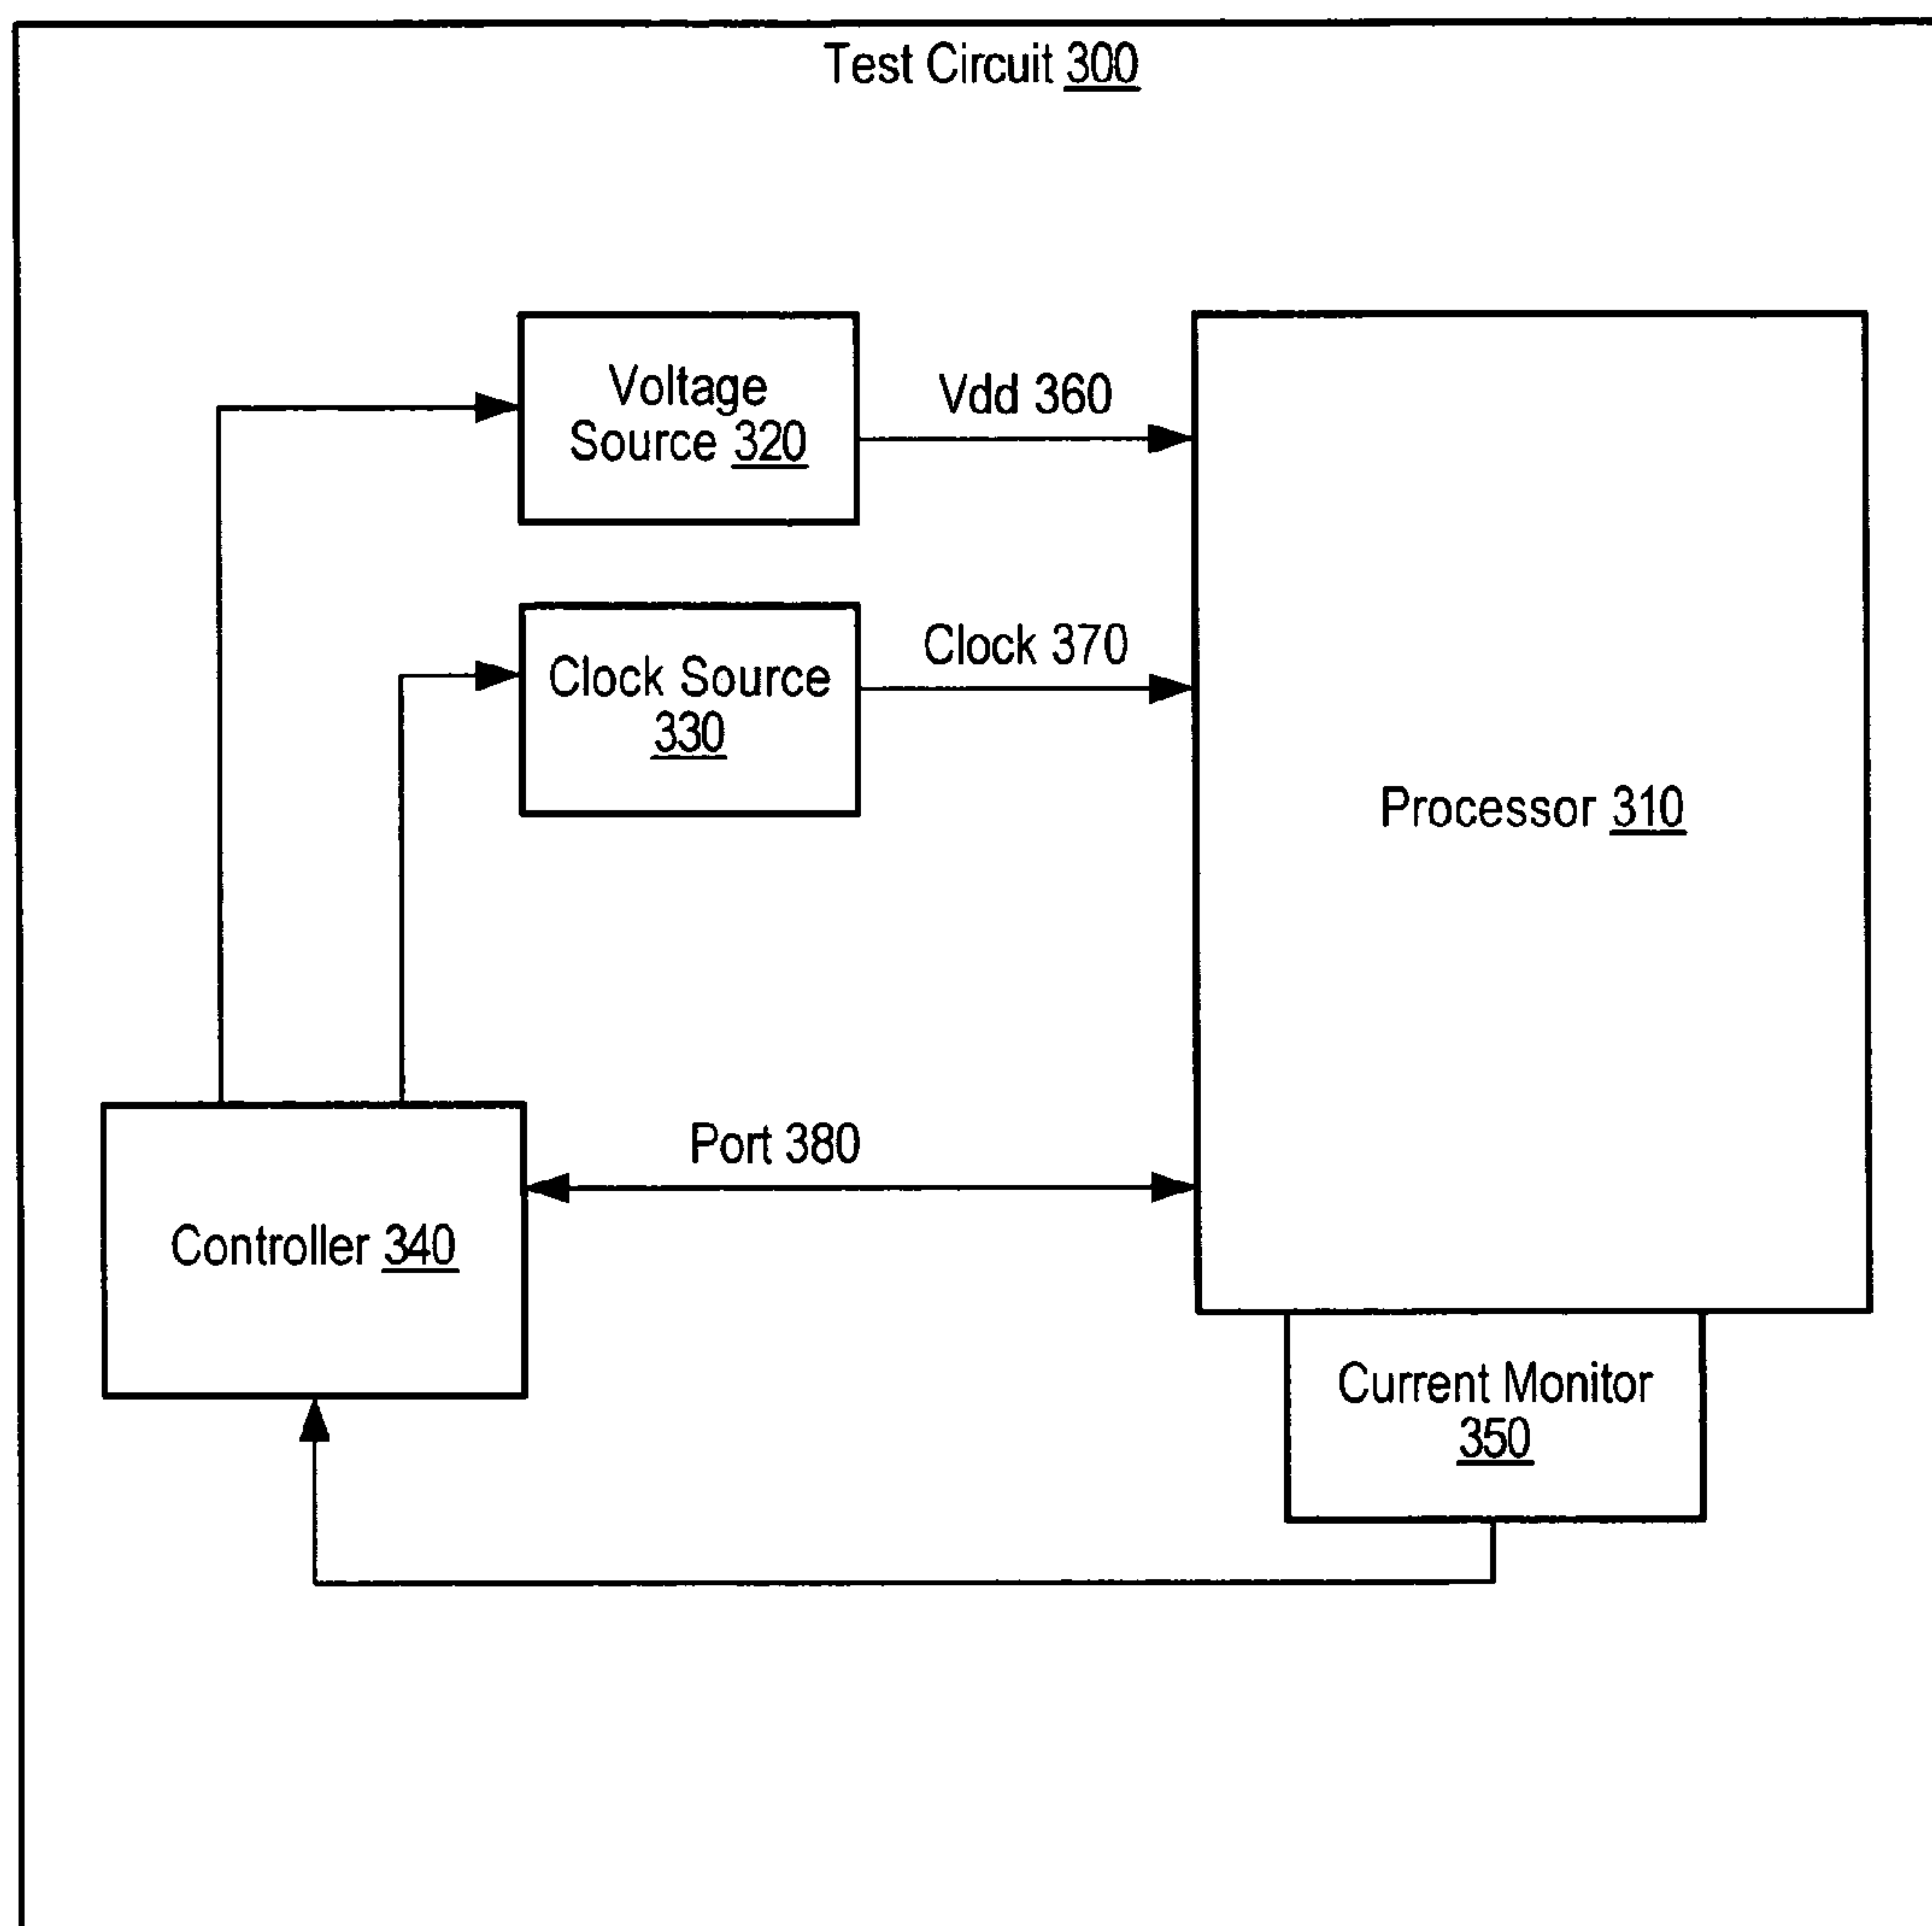 Test Circuit 300
Voltage
Source 320
Vdd 360
Clock Source
330
Clock 370
Processor 310
Port 380
Controller 340
Current Monitor
350